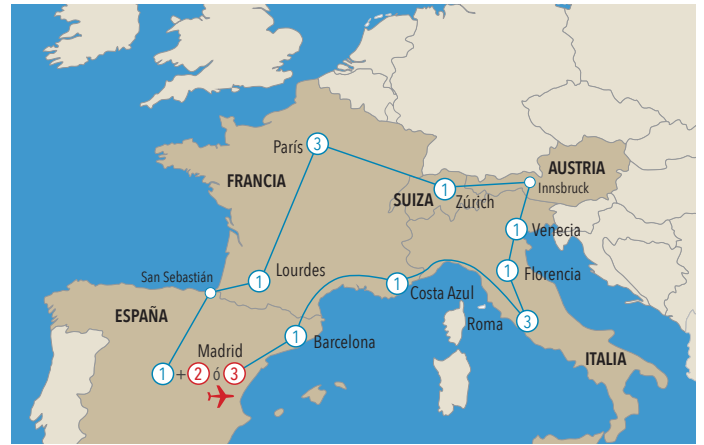 París
3
AUSTRIA
FRANCIA
SUIZA
1
Zúrich
Innsbruck
1
Venecia
San Sebastián
1
Lourdes
1
Florencia
1
Costa Azul
ESPAÑA
Roma
3
Madrid
1
Barcelona
ITALIA
1 + 2 ó 3